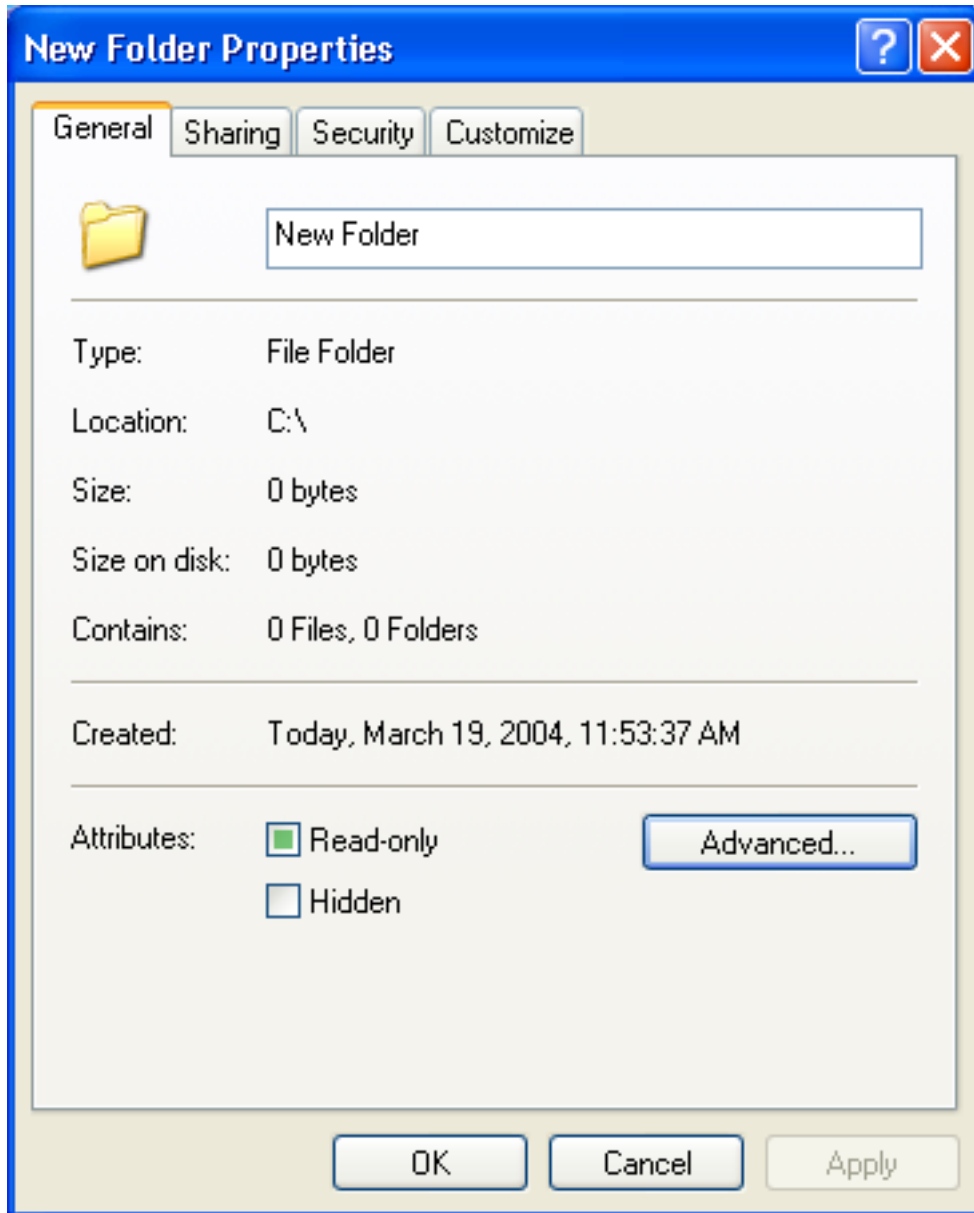 New Folder Properties
General Sharing Security Customize
New Folder
Type: File Folder
Location: C:\
Size: 0 bytes
Size on disk: 0 bytes
Contains: 0 Files, 0 Folders
Created: Today, March 19, 2004, 11:53:37 AM
Attributes: Read-only Advanced...
Hidden
OK Cancel Apply